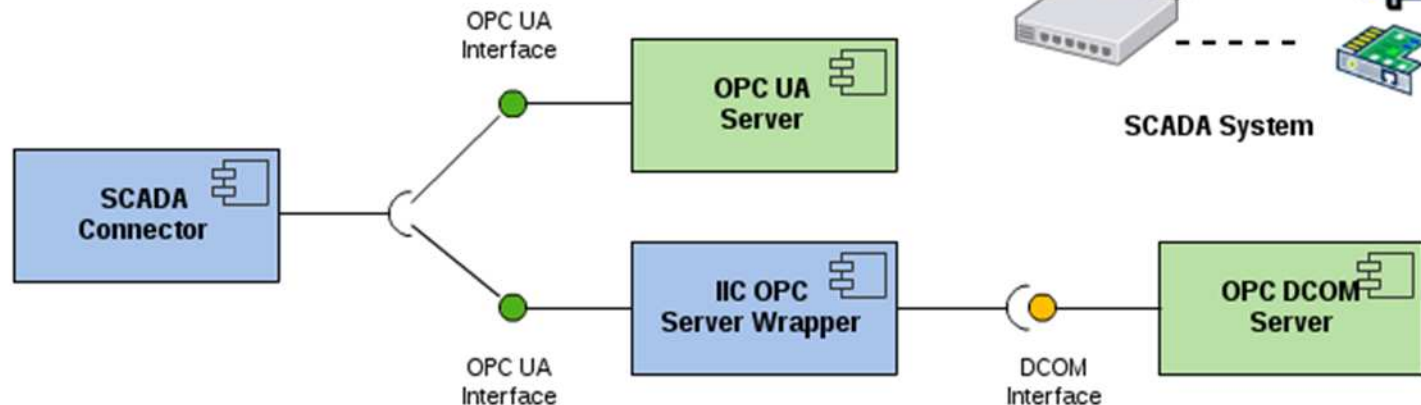 OPC UA
Interface
OPC UA
Server
SCADA System
SCADA
Connector
IIC OPC
Server Wrapper
OPC DCOM
Server
OPC UA
Interface
DCOM
Interface